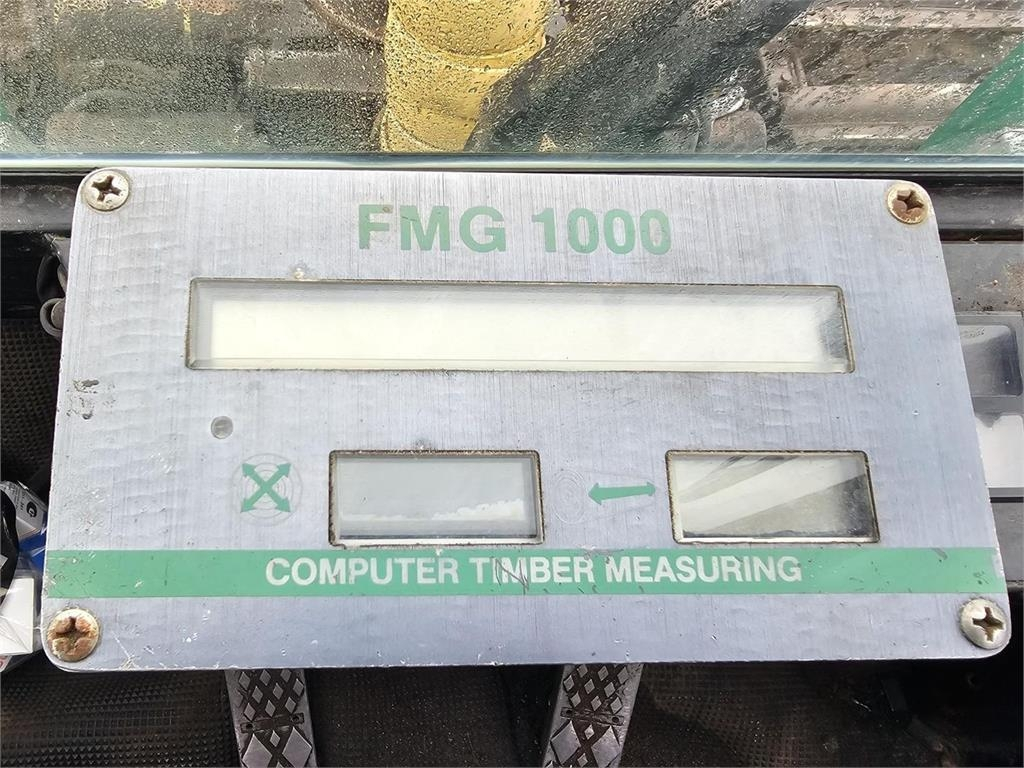 FMG 1000
COMPUTER TIMBER MEASURING